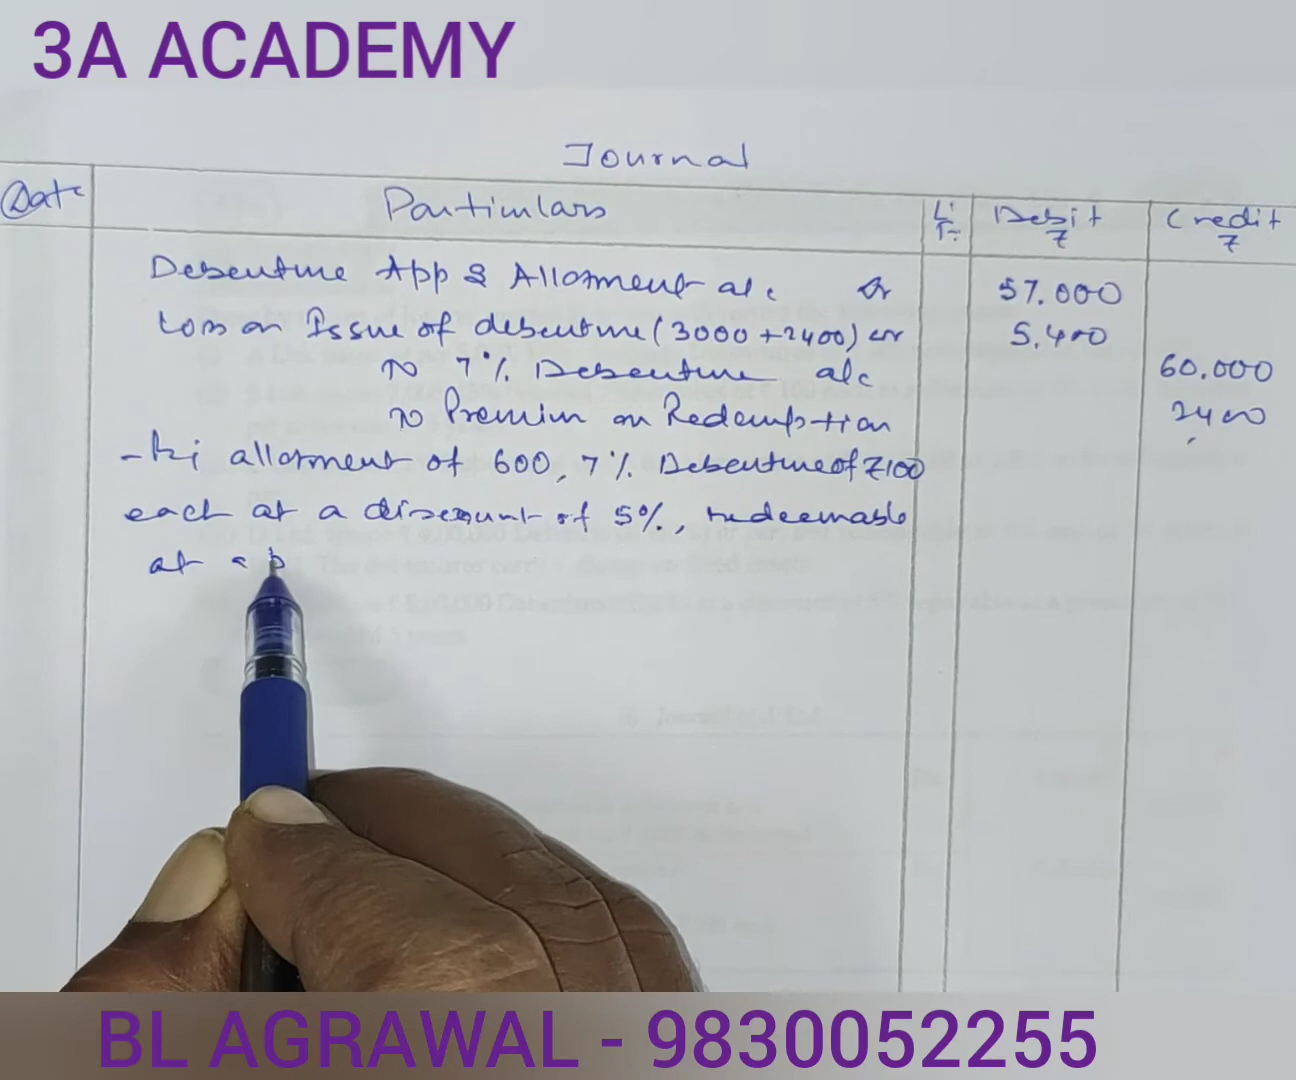 3A ACADEMY
Journal
Date Particulars L.F. Debit ₹ Credit ₹
Debenture App & Allotment a/c Dr 57.000
Loss on Issue of debenture (3000 + 2400) Dr 5.400
To 7% Debenture a/c 60.000
To Premium on Redemption 2400
allotment of 600, 7% Debenture of ₹100
each at a discount of 5%, redeemable
at a p
BL AGRAWAL - 9830052255